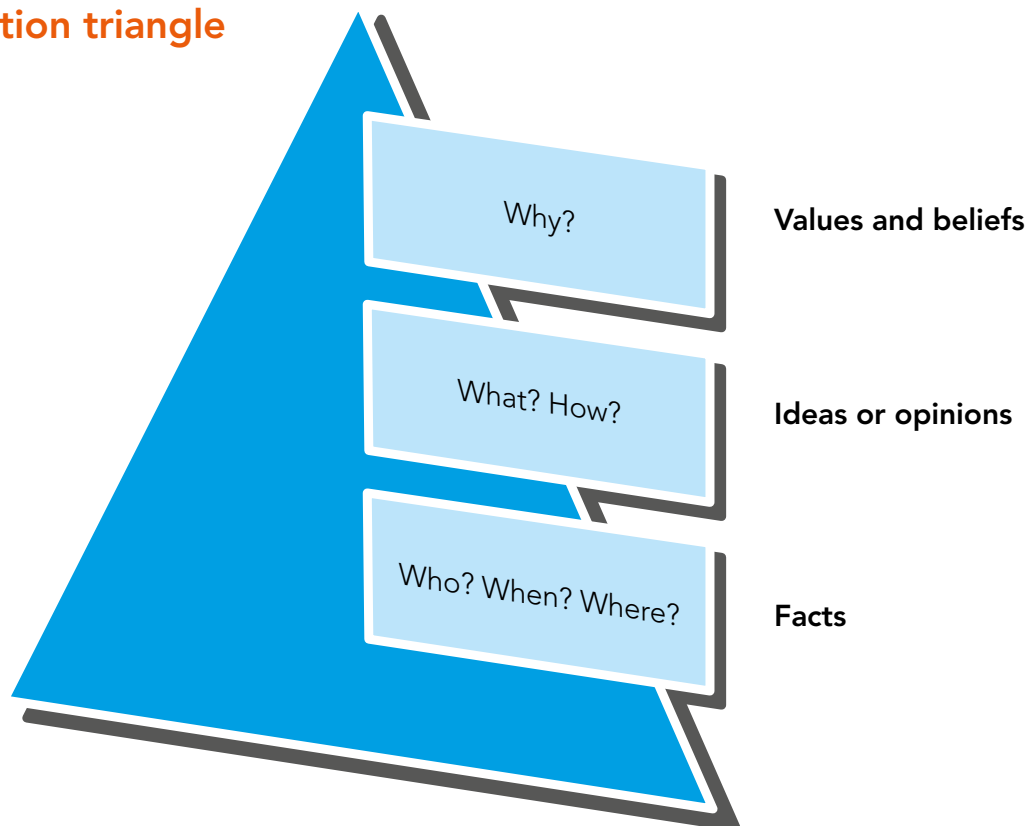 tion triangle
Why?
Values and beliefs
What? How?
Ideas or opinions
Who? When? Where?
Facts